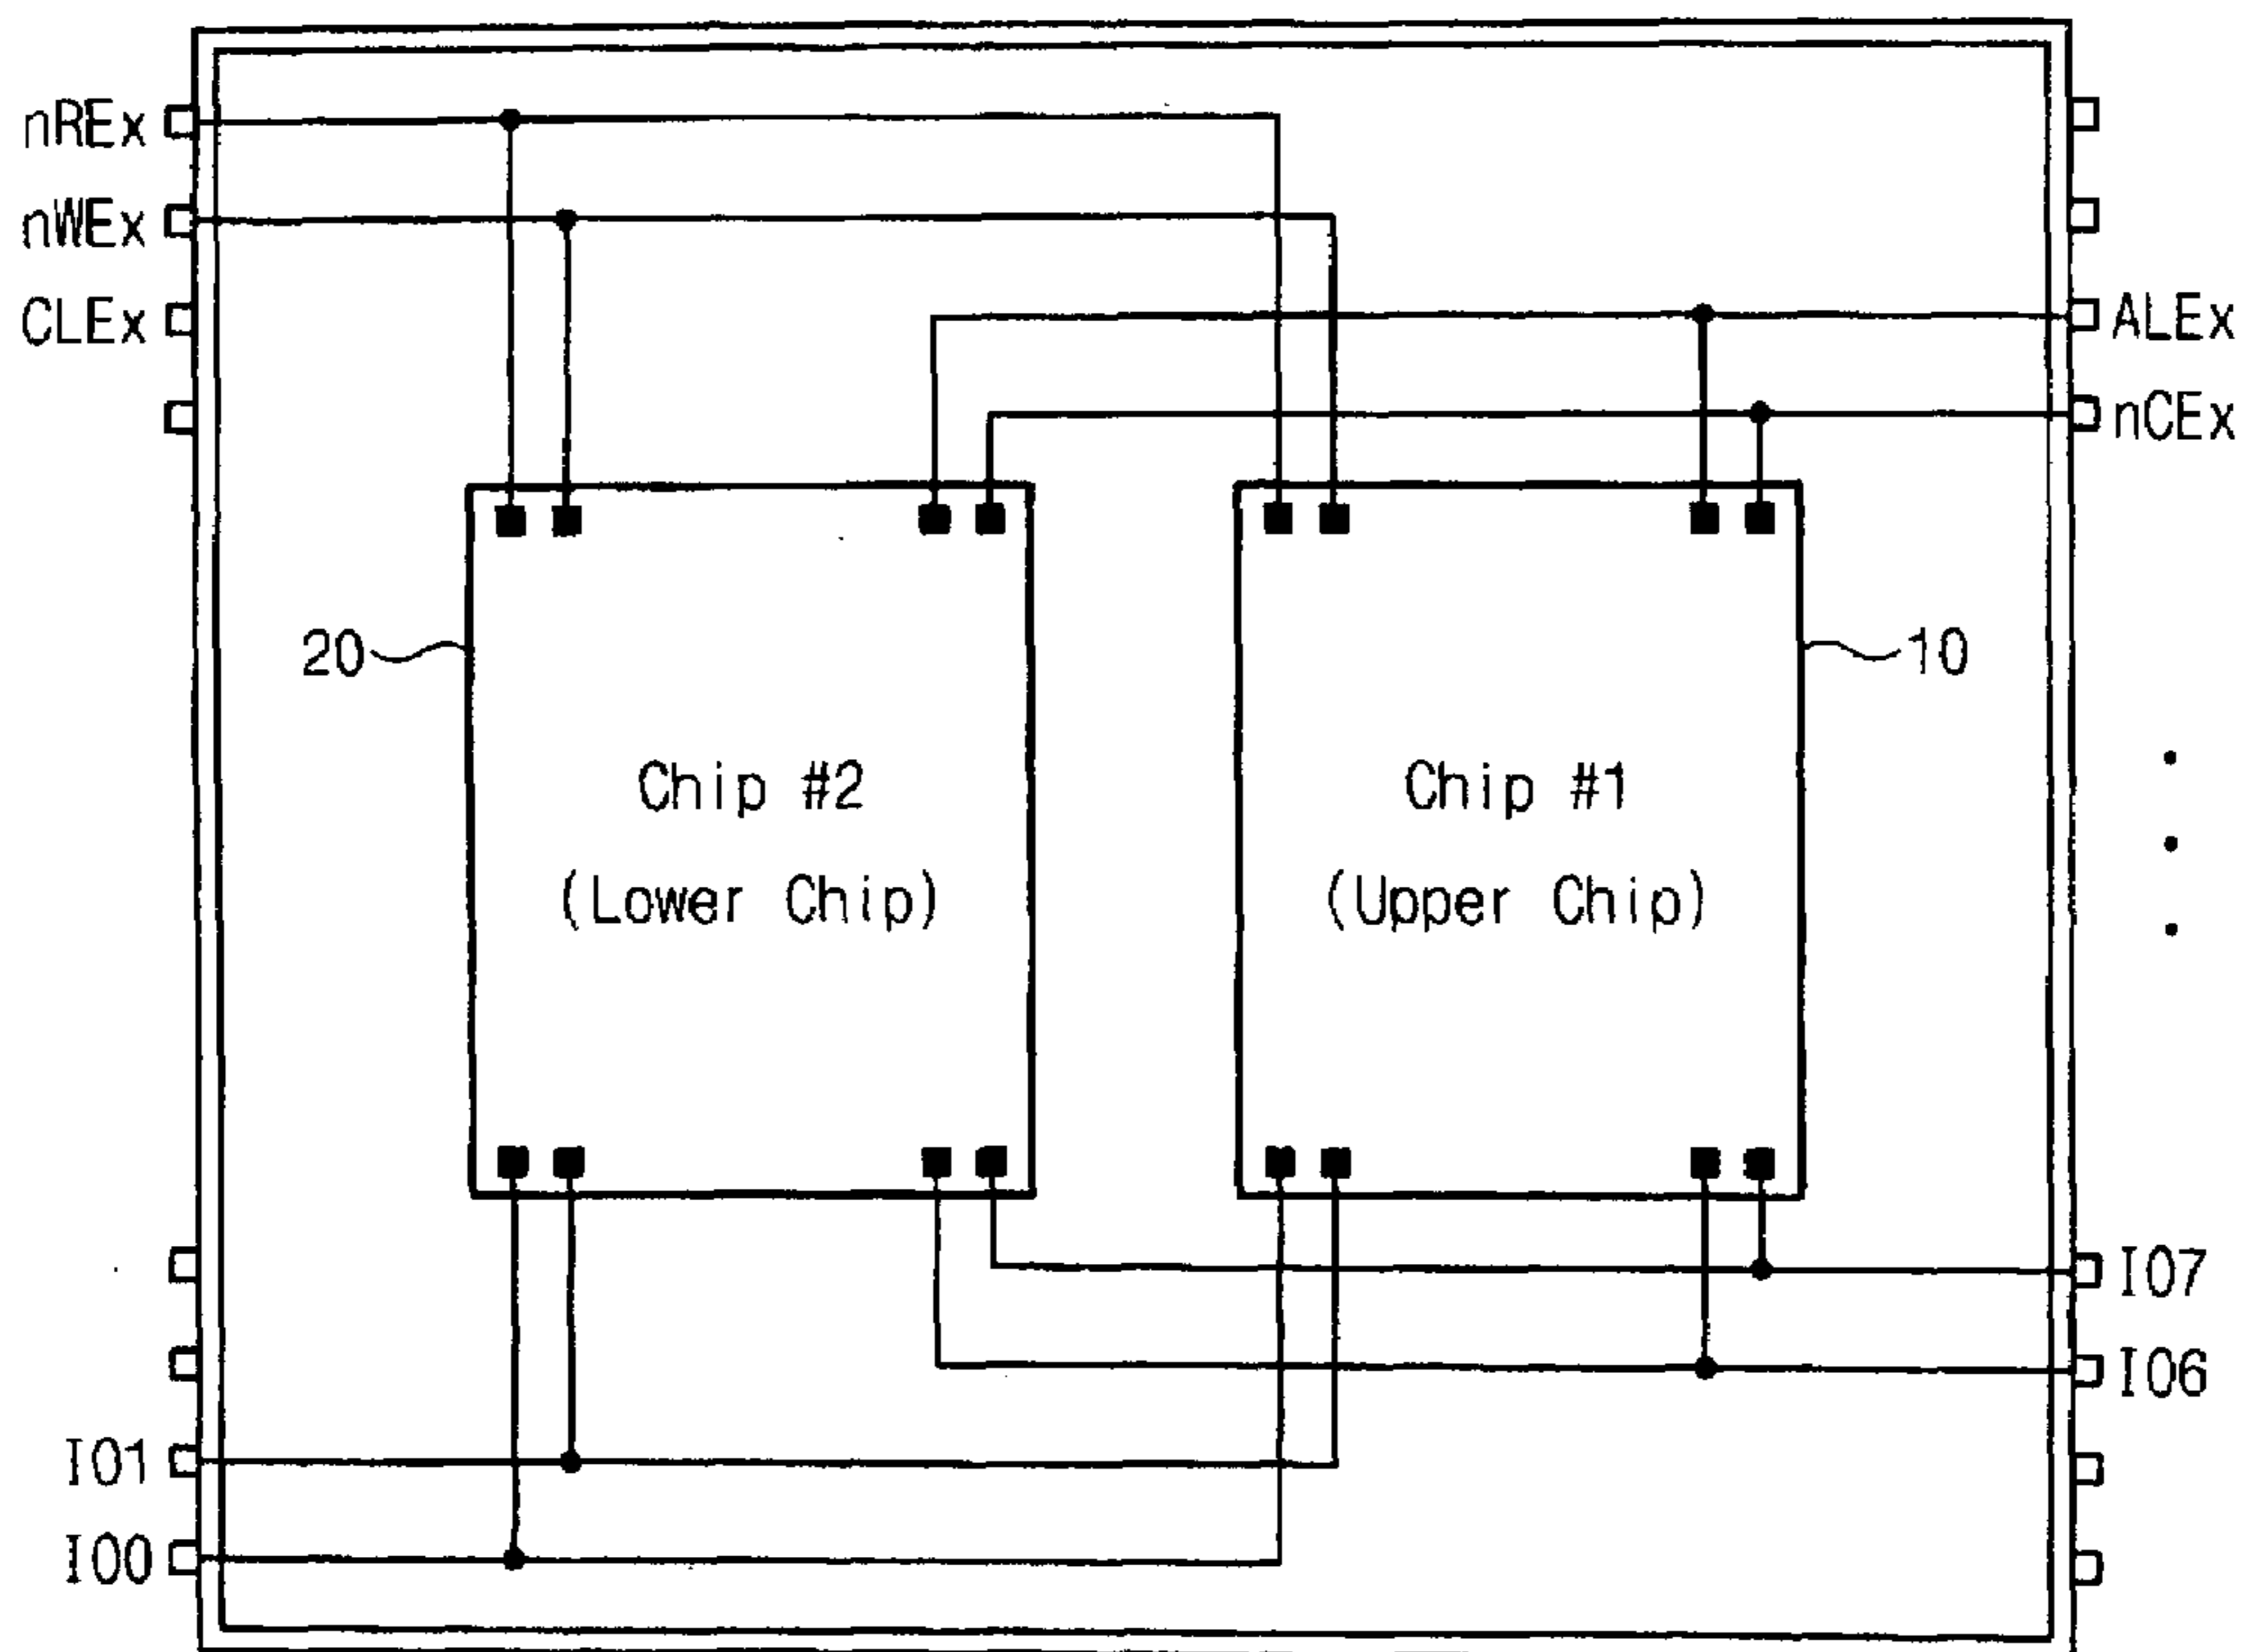 nREx
nWEx
CLEx
ALEx
nCEx
20
10
Chip #2
(Lower Chip)
Chip #1
(Upper Chip)
IO7
IO6
IO1
IO0